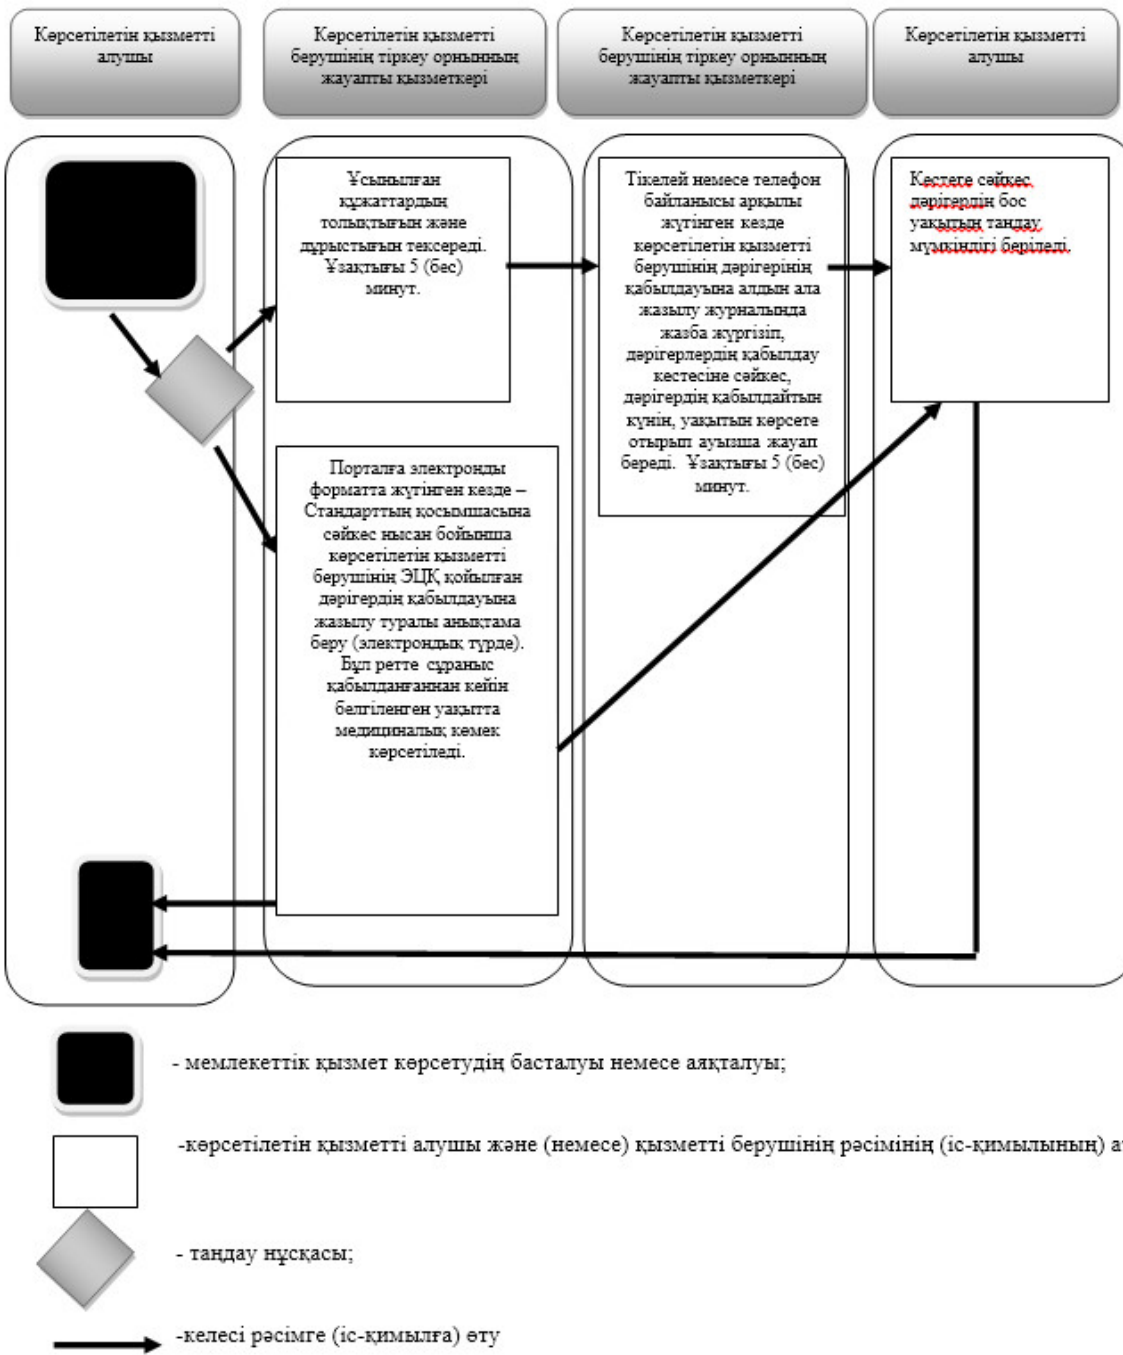 Көрсетілетін қызметті
алушы
Көрсетілетін қызметті
берушінің тіркеу орнынның
жауапты қызметкері
Көрсетілетін қызметті
берушінің тіркеу орнынның
жауапты қызметкері
Көрсетілетін қызметті
алушы
Ұсынылған
құжаттардың
толықтығын және
дұрыстығын тексереді.
Ұзақтығы 5 (бес)
минут.
Тікелей немесе телефон
байланысы арқылы
жүтінген кезде
көрсетілетін қызметті
берушінің дәрігерінің
қабылдауына алдын ала
жазылу журналында
жазба жүргізіп,
дәрігерлердің қабылдау
кестесіне сәйкес,
дәрігердің қабылдайтын
күнін, уақытын көрсете
отырып ауызша жауап
береді. Ұзақтығы 5 (бес)
минут.
Кестеге сәйкес
дәрігердің бос
уақытын таңдау
мүмкіндігі беріледі.
Порталға электронды
форматта жүтінген кезде –
Стандарттың қосымшасына
сәйкес нысан бойынша
көрсетілетін қызметті
берушінің ЭЦҚ қойылған
дәрігердің қабылдауына
жазылу туралы анықтама
беру (электрондық түрде).
Бұл ретте сұраныс
қабылданғаннан кейін
белгіленген уақытта
медициналық көмек
көрсетіледі.
- мемлекеттік қызмет көрсетудің басталуы немесе аяқталуы;
-көрсетілетін қызметті алушы және (немесе) қызметті берушінің рәсімінің (іс-қимылының)
- таңдау нұсқасы;
-келесі рәсімге (іс-қимылға) өту